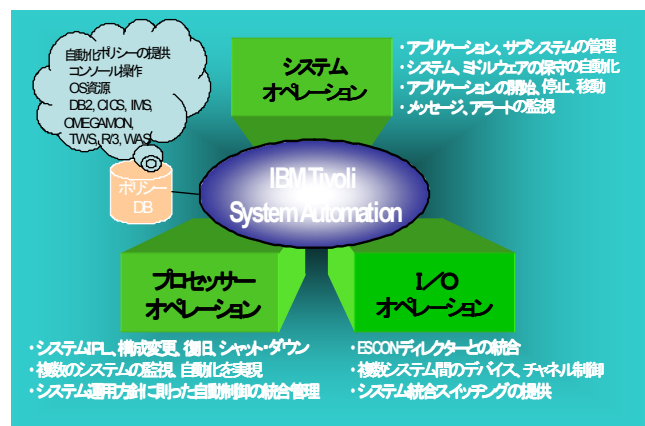 自動化ポリシーの提供
コンソール操作
OS資源
DB2, CICS, IMS,
OMEGAMON,
TWS, R/3, WAS
ポリシー
DB
システム
オペレーション
・アプリケーション、サブシステムの管理
・システム、ミドルウェアの保守の自動化
・アプリケーションの開始、停止、移動
・メッセージ、アラートの監視
IBM Tivoli
System Automation
プロセッサー
オペレーション
・システムIPL、構成変更、復旧、シャット・ダウン
・複数のシステムの監視、自動化を実現
・システム運用方針に則った自動制御の統合管理
I/O
オペレーション
・ESCONディレクターとの統合
・複数システム間のデバイス、チャネル制御
・システム統合スイッチングの提供